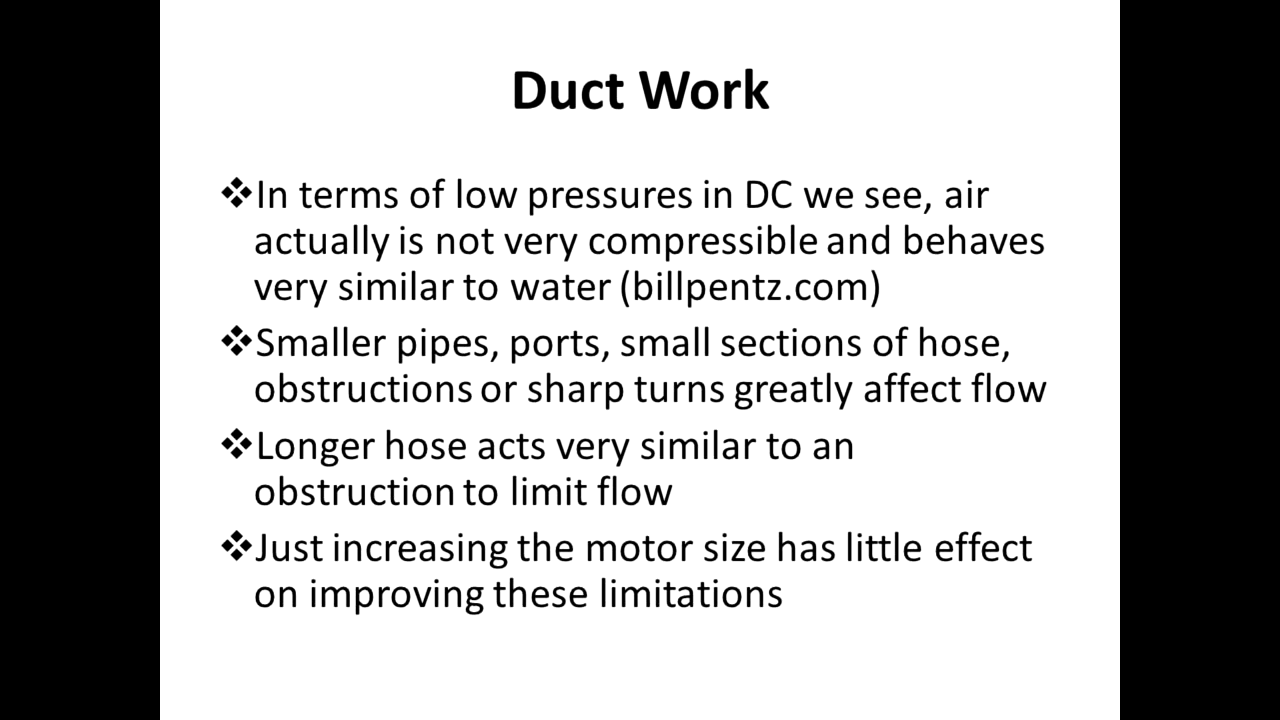 Duct Work
❖In terms of low pressures in DC we see, air
actually is not very compressible and behaves
very similar to water (billpentz.com)
❖Smaller pipes, ports, small sections of hose,
obstructions or sharp turns greatly affect flow
❖Longer hose acts very similar to an
obstruction to limit flow
❖Just increasing the motor size has little effect
on improving these limitations